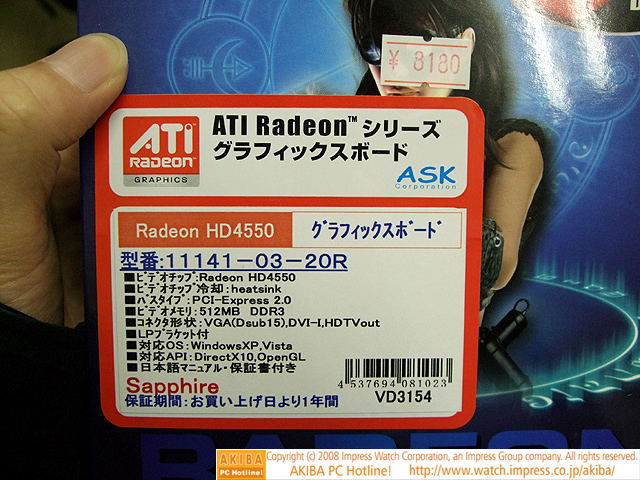 ¥ 8180
ATI Radeon™ シリーズ
グラフィックスボード
ATI
RADEON
GRAPHICS
ASK
Corporation
Radeon HD4550
グラフィックスボード
型番:11141-03-20R
■ビデオチップ:Radeon HD4550
■ビデオチップ冷却:heatsink
■バスタイプ:PCI-Express 2.0
■ビデオメモリ:512MB DDR3
■コネクタ形状:VGA(Dsub15),DVI-I,HDTVout
■LPブラケット付
■対応OS:WindowsXP,Vista
■対応API:DirectX10,OpenGL
■日本語マニュアル・保証書付き
Sapphire
保証期間:お買い上げ日より1年間
4 537694 081023
VD3154
RADEON
AKIBA
PC Hotline!
Copyright (c) 2008 Impress Watch Corporation, an Impress Group company. All rights reserved.
AKIBA PC Hotline! http://www.watch.impress.co.jp/akiba/